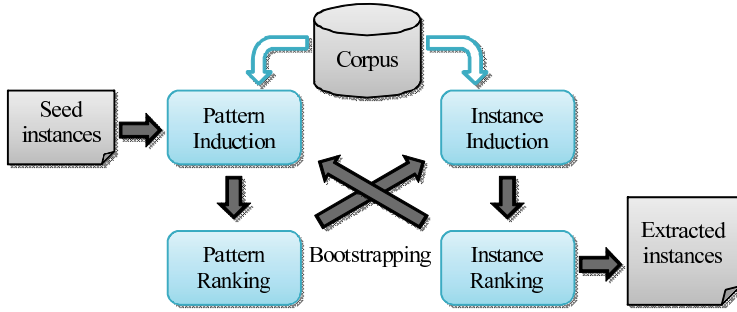 Corpus
Seed
instances
Pattern
Induction
Instance
Induction
Pattern
Ranking
Bootstrapping
Instance
Ranking
Extracted
instances